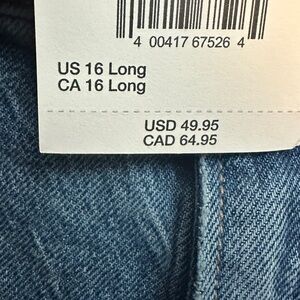 4 00417 67526 4
US 16 Long
CA 16 Long
USD 49.95
CAD 64.95